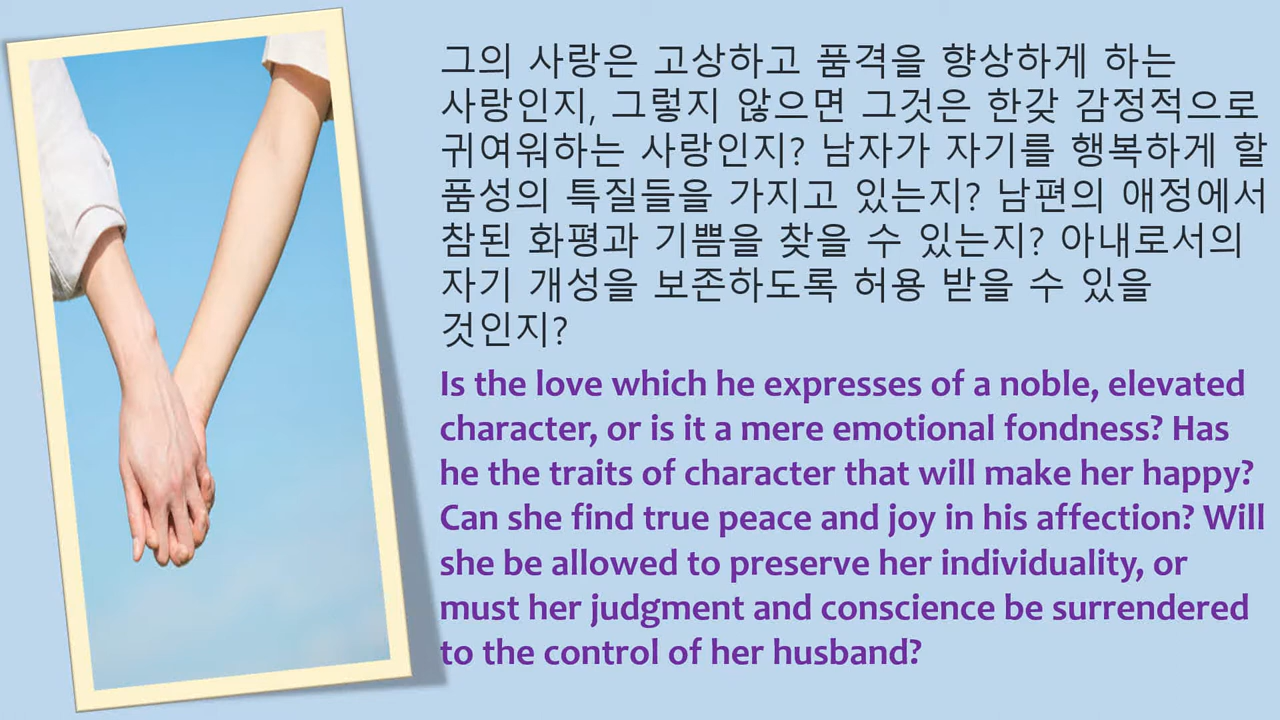 그의 사랑은 고상하고 품격을 향상하게 하는
사랑인지, 그렇지 않으면 그것은 한갖 감정적으로
귀여워하는 사랑인지? 남자가 자기를 행복하게 할
품성의 특질들을 가지고 있는지? 남편의 애정에서
참된 화평과 기쁨을 찾을 수 있는지? 아내로서의
자기 개성을 보존하도록 허용 받을 수 있을
것인지?
Is the love which he expresses of a noble, elevated
character, or is it a mere emotional fondness? Has
he the traits of character that will make her happy?
Can she find true peace and joy in his affection? Will
she be allowed to preserve her individuality, or
must her judgment and conscience be surrendered
to the control of her husband?